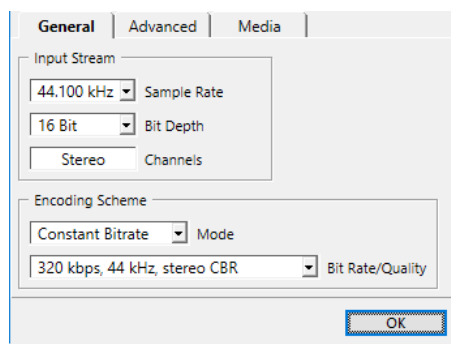 General Advanced Media
Input Stream
44.100 kHz Sample Rate
16 Bit Bit Depth
Stereo Channels
Encoding Scheme
Constant Bitrate Mode
320 kbps, 44 kHz, stereo CBR Bit Rate/Quality
OK